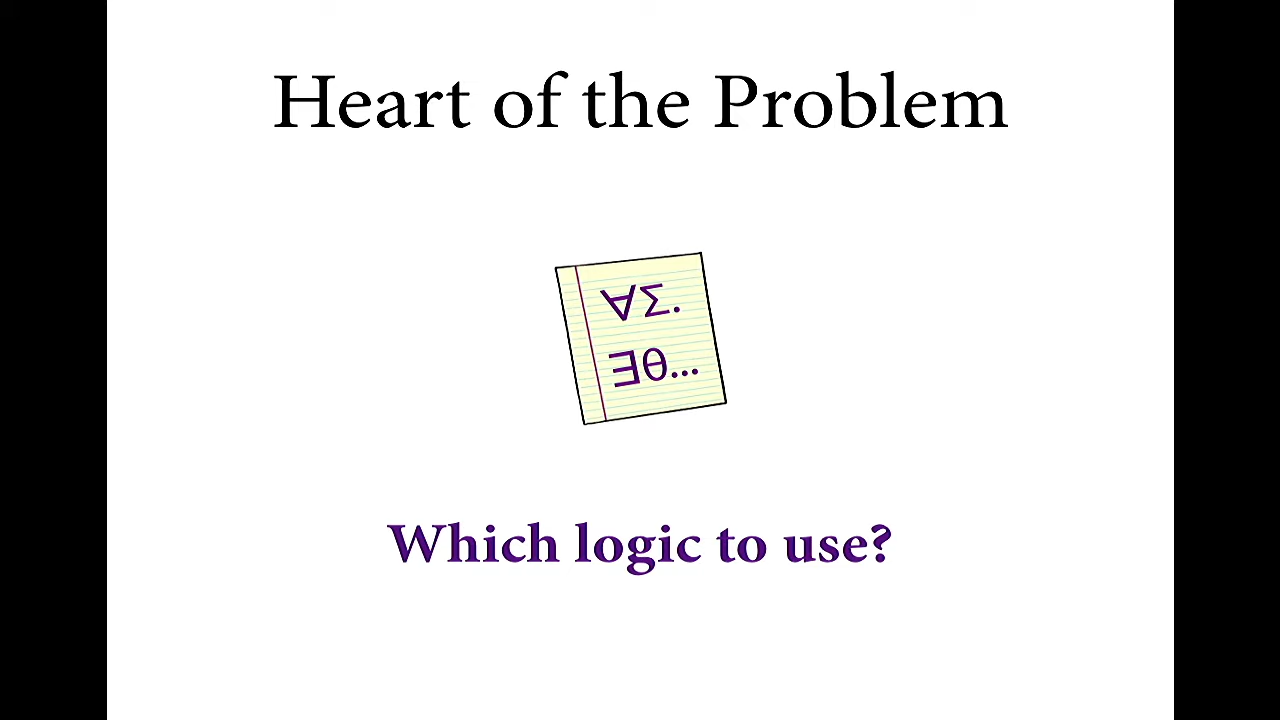 Heart of the Problem
∀Σ.
∃θ...
Which logic to use?